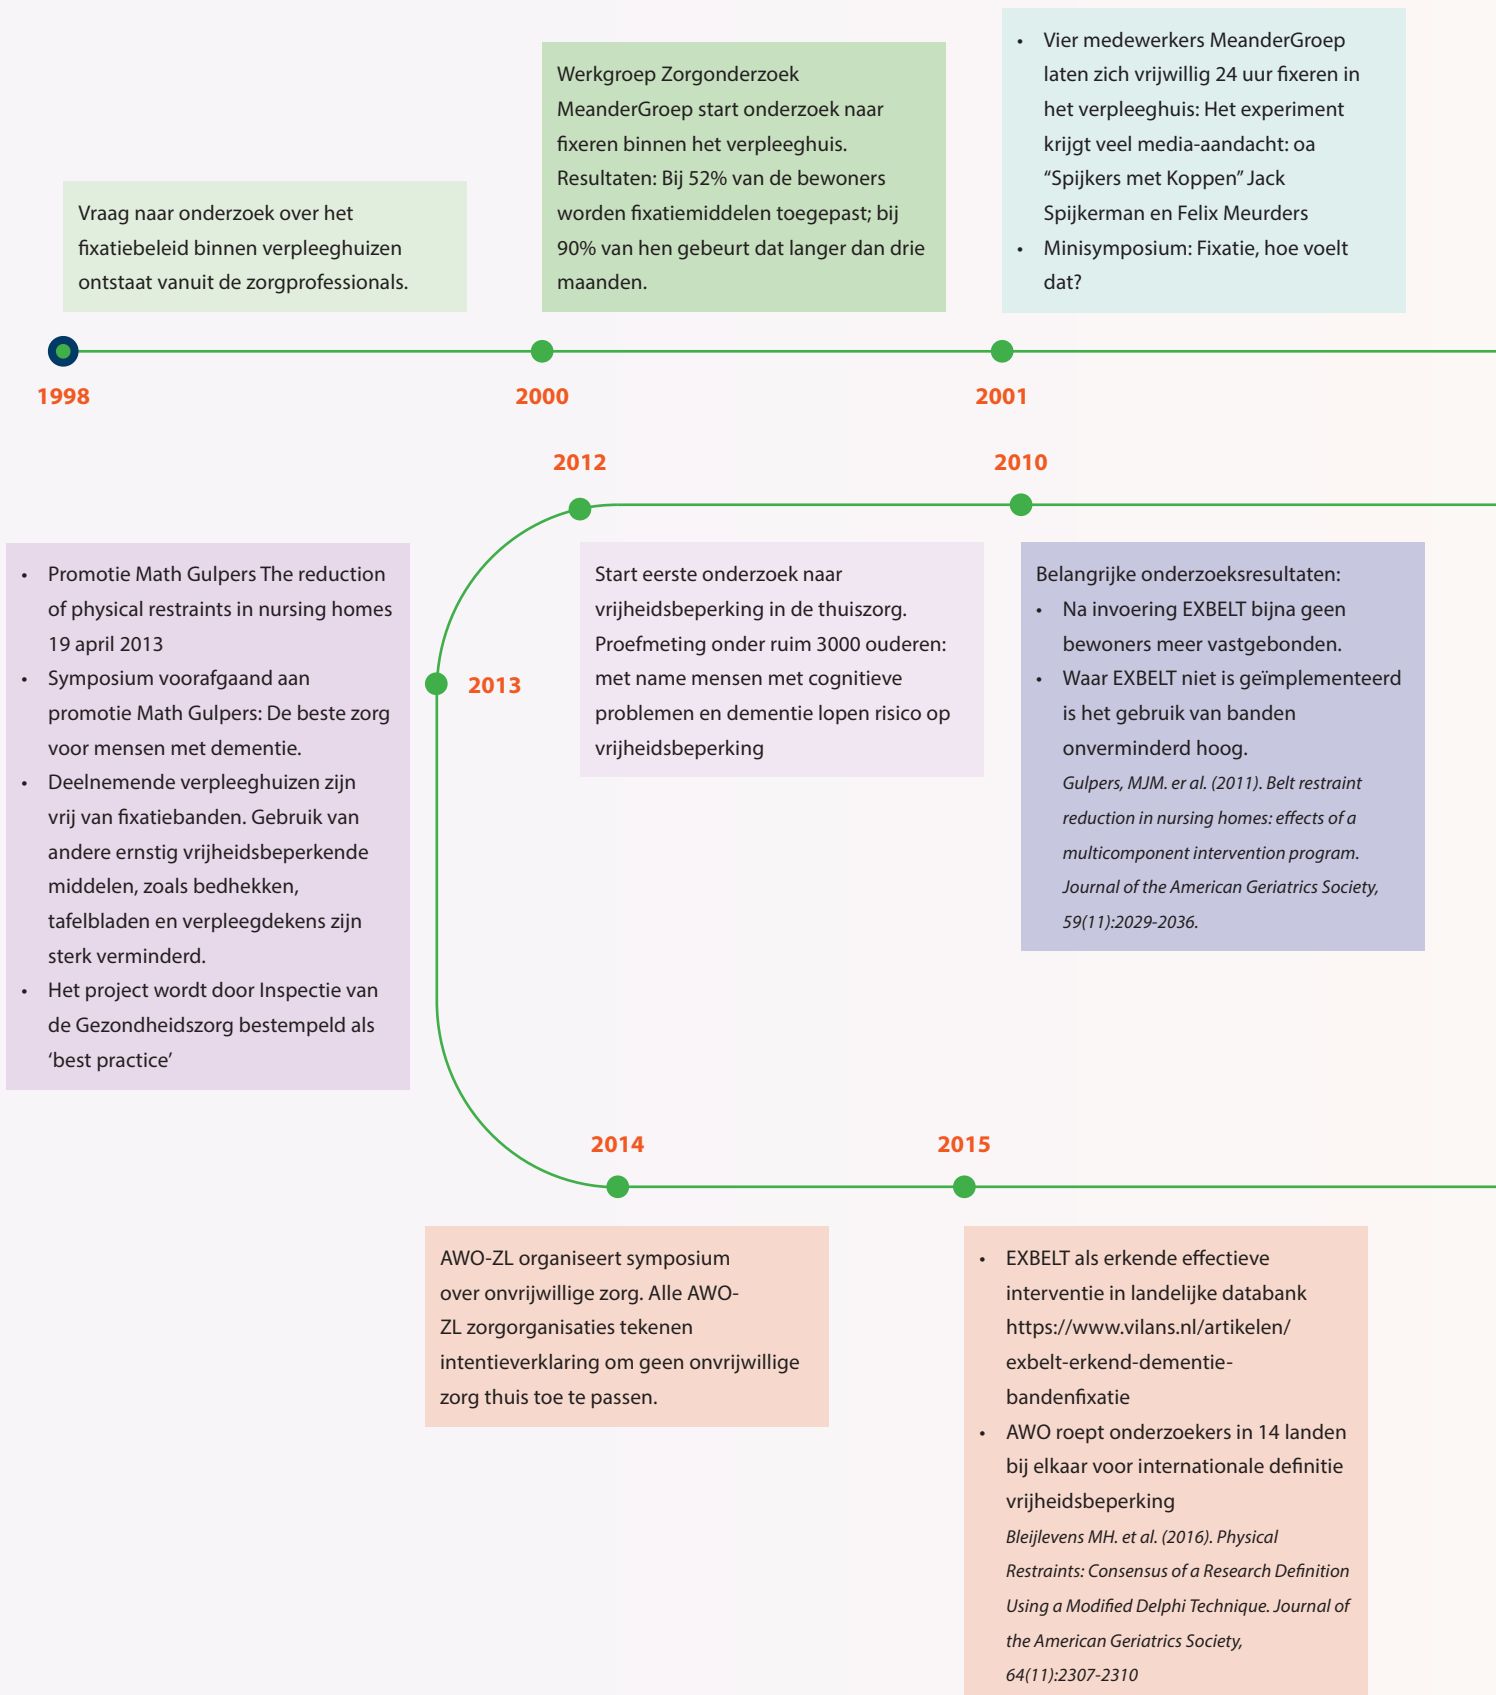 Vraag naar onderzoek over het
fixatiebeleid binnen verpleeghuizen
ontstaat vanuit de zorgprofessionals.
Werkgroep Zorgonderzoek
MeanderGroep start onderzoek naar
fixeren binnen het verpleeghuis.
Resultaten: Bij 52% van de bewoners
worden fixatiemiddelen toegepast; bij
90% van hen gebeurt dat langer dan drie
maanden.
• Vier medewerkers MeanderGroep
laten zich vrijwillig 24 uur fixeren in
het verpleeghuis: Het experiment
krijgt veel media-aandacht: oa
“Spijkers met Koppen” Jack
Spijkerman en Felix Meurders
• Minisymposium: Fixatie, hoe voelt
dat?
1998
2000
2001
2012
2010
Start eerste onderzoek naar
vrijheidsbeperking in de thuiszorg.
Proefmeting onder ruim 3000 ouderen:
met name mensen met cognitieve
problemen en dementie lopen risico op
vrijheidsbeperking
Belangrijke onderzoeksresultaten:
• Na invoering EXBELT bijna geen
bewoners meer vastgebonden.
• Waar EXBELT niet is geïmplementeerd
is het gebruik van banden
onverminderd hoog.
Gulpers, MJM. er al. (2011). Belt restraint
reduction in nursing homes: effects of a
multicomponent intervention program.
Journal of the American Geriatrics Society,
59(11):2029-2036.
2013
• Promotie Math Gulpers The reduction
of physical restraints in nursing homes
19 april 2013
• Symposium voorafgaand aan
promotie Math Gulpers: De beste zorg
voor mensen met dementie.
• Deelnemende verpleeghuizen zijn
vrij van fixatiebanden. Gebruik van
andere ernstig vrijheidsbeperkende
middelen, zoals bedhekken,
tafelbladen en verpleegdekens zijn
sterk verminderd.
• Het project wordt door Inspectie van
de Gezondheidszorg bestempeld als
‘best practice’
2014
2015
AWO-ZL organiseert symposium
over onvrijwillige zorg. Alle AWO-
ZL zorgorganisaties tekenen
intentieverklaring om geen onvrijwillige
zorg thuis toe te passen.
• EXBELT als erkende effectieve
interventie in landelijke databank
https://www.vilans.nl/artikelen/
exbelt-erkend-dementie-
bandenfixatie
• AWO roept onderzoekers in 14 landen
bij elkaar voor internationale definitie
vrijheidsbeperking
Bleijlevens MH. et al. (2016). Physical
Restraints: Consensus of a Research Definition
Using a Modified Delphi Technique. Journal of
the American Geriatrics Society,
64(11):2307-2310